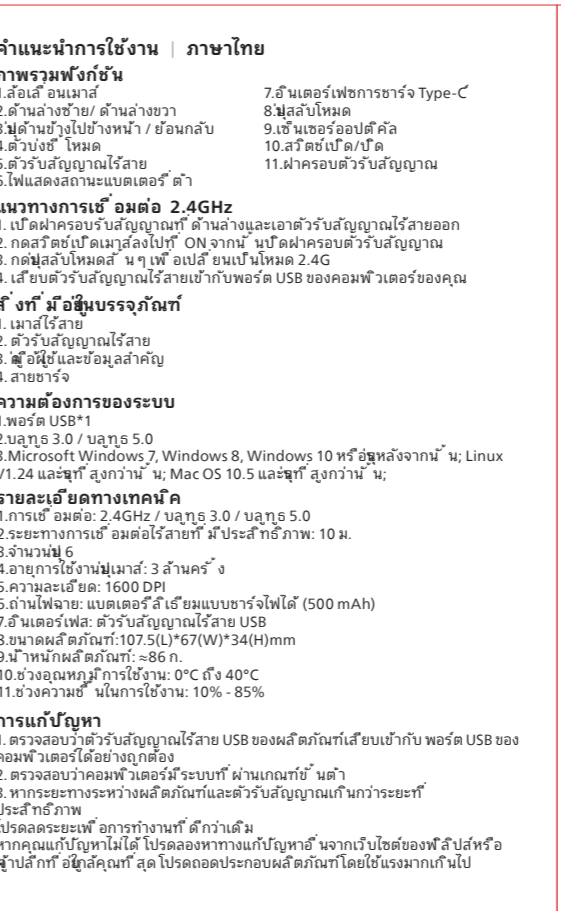 คำแนะนำการใช้งาน | ภาษาไทย
ภาพรวมฟังก์ชัน
1.ล้อเลื่อนเมาส์
2.ด้านล่างซ้าย/ ด้านล่างขวา
3.ปุ่มด้านข้างไปข้างหน้า / ย้อนกลับ
4.ตัวบ่งชี้โหมด
5.ตัวรับสัญญาณไร้สาย
6.ไฟแสดงสถานะแบตเตอรี่ต่ำ
7.อินเตอร์เฟซการชาร์จ Type-C
8.ปุ่มสลับโหมด
9.เซ็นเซอร์ออปติคัล
10.สวิตช์เปิด/ปิด
11.ฝาครอบตัวรับสัญญาณ
แนวทางการเชื่อมต่อ 2.4GHz
1. เปิดฝาครอบรับสัญญาณที่ด้านล่างและเอาตัวรับสัญญาณไร้สายออก
2. กดสวิตช์เปิดเมาส์ลงไปที่ ON จากนั้นปิดฝาครอบตัวรับสัญญาณ
3. กดปุ่มสลับโหมดสั้น ๆ เพื่อเปลี่ยนเป็นโหมด 2.4G
4. เสียบตัวรับสัญญาณไร้สายเข้ากับพอร์ต USB ของคอมพิวเตอร์ของคุณ
สิ่งที่มีอยู่ในบรรจุภัณฑ์
1. เมาส์ไร้สาย
2. ตัวรับสัญญาณไร้สาย
3. คู่มือผู้ใช้และข้อมูลสำคัญ
4. สายชาร์จ
ความต้องการของระบบ
1.พอร์ต USB*1
2.บลูทูธ 3.0 / บลูทูธ 5.0
3.Microsoft Windows 7, Windows 8, Windows 10 หรือรุ่นหลังจากนั้น; Linux
V1.24 และรุ่นที่สูงกว่านั้น; Mac OS 10.5 และรุ่นที่สูงกว่านั้น;
รายละเอียดทางเทคนิค
1.การเชื่อมต่อ: 2.4GHz / บลูทูธ 3.0 / บลูทูธ 5.0
2.ระยะทางการเชื่อมต่อไร้สายที่มีประสิทธิภาพ: 10 ม.
3.จำนวนปุ่ม 6
4.อายุการใช้งานปุ่มเมาส์: 3 ล้านครั้ง
5.ความละเอียด: 1600 DPI
6.ถ่านไฟฉาย: แบตเตอรี่ลิเธียมแบบชาร์จไฟได้ (500 mAh)
7.อินเตอร์เฟส: ตัวรับสัญญาณไร้สาย USB
8.ขนาดผลิตภัณฑ์:107.5(L)*67(W)*34(H)mm
9.น้ำหนักผลิตภัณฑ์: ≈86 ก.
10.ช่วงอุณหภูมิการใช้งาน: 0°C ถึง 40°C
11.ช่วงความชื้นในการใช้งาน: 10% - 85%
การแก้ปัญหา
1. ตรวจสอบว่าตัวรับสัญญาณไร้สาย USB ของผลิตภัณฑ์เสียบเข้ากับ พอร์ต USB ของ
คอมพิวเตอร์ได้อย่างถูกต้อง
2. ตรวจสอบว่าคอมพิวเตอร์มีระบบที่ผ่านเกณฑ์ขั้นต่ำ
3. หากระยะทางระหว่างผลิตภัณฑ์และตัวรับสัญญาณเกินกว่าระยะที่
ประสิทธิภาพ
โปรดลดระยะเพื่อการทำงานที่ดีกว่าเดิม
หากคุณแก้ปัญหาไม่ได้ โปรดลองหาทางแก้ปัญหาอื่นจากเว็บไซต์ของฟิลิปส์หรือ
ผู้ค้าปลีกที่อยู่ใกล้คุณที่สุด โปรดถอดประกอบผลิตภัณฑ์โดยใช้แรงมากเกินไป